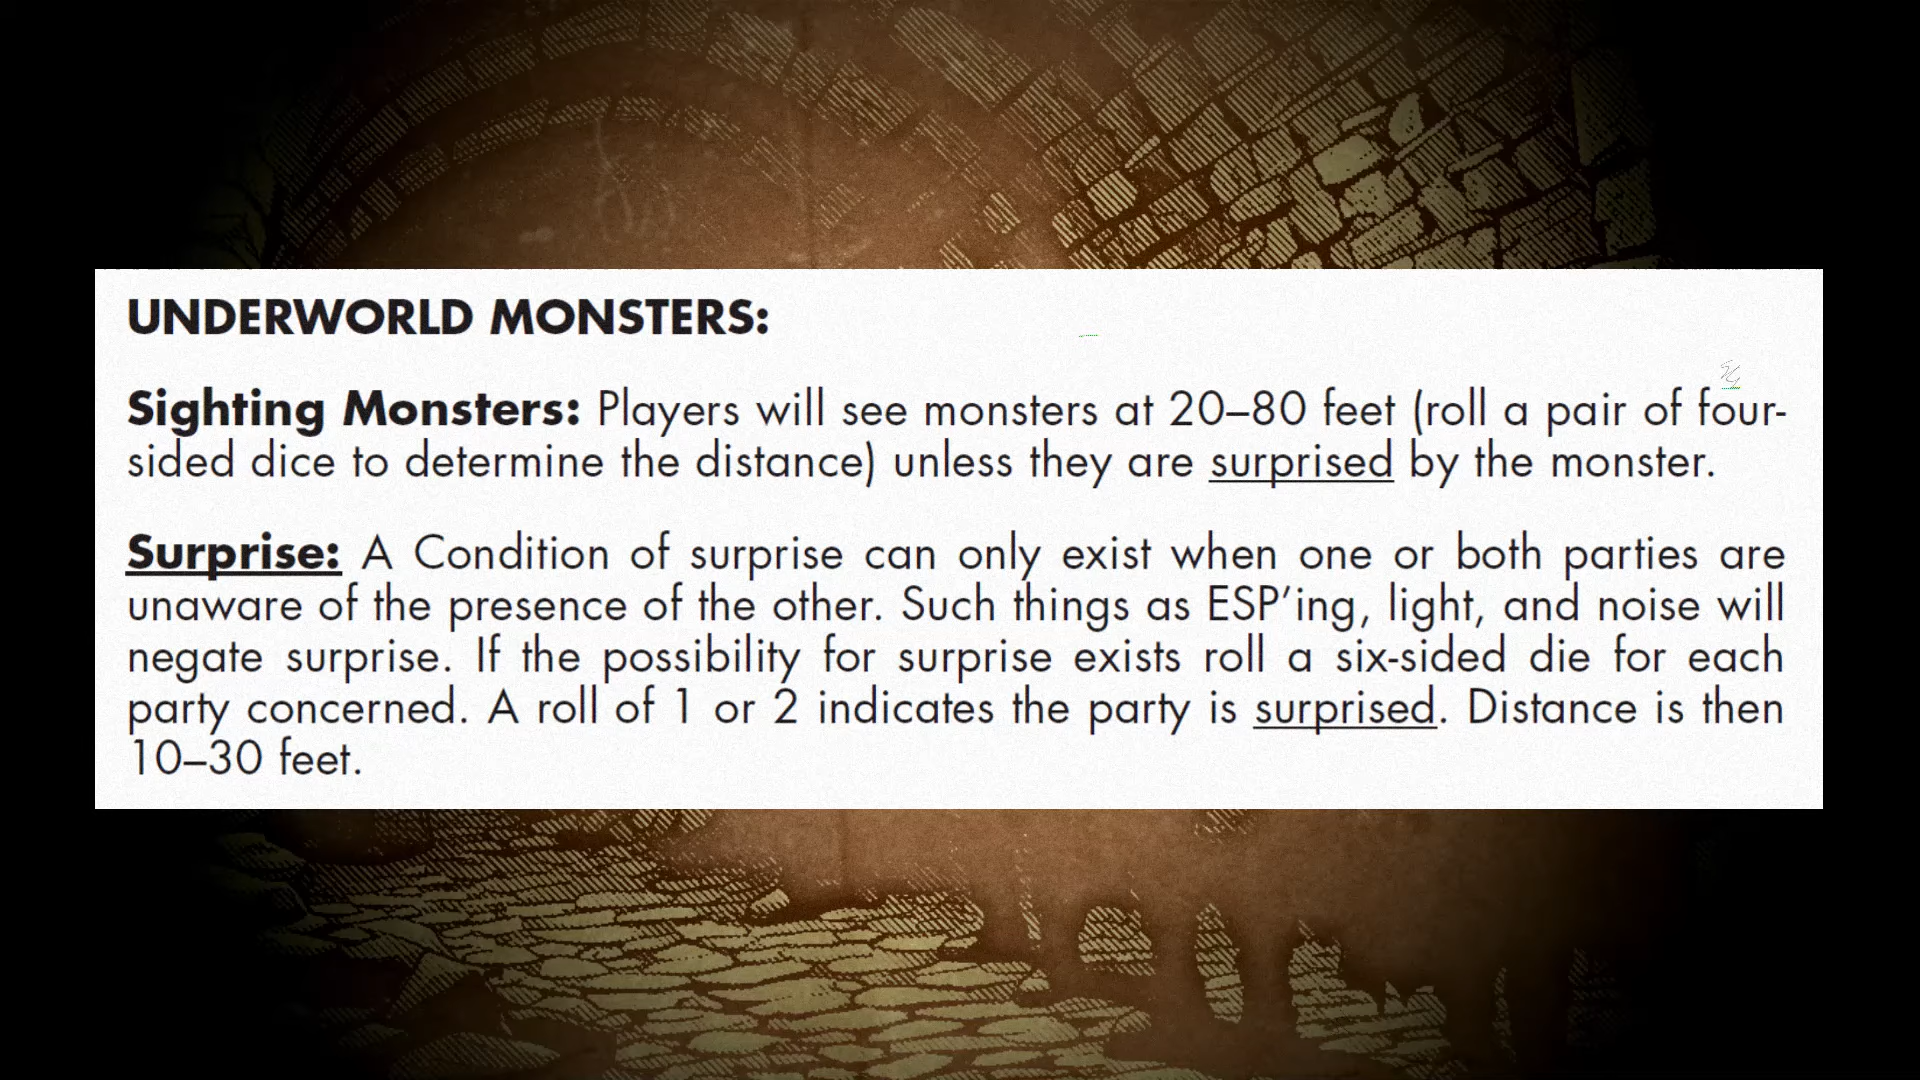 UNDERWORLD MONSTERS:
Sighting Monsters: Players will see monsters at 20–80 feet (roll a pair of four-
sided dice to determine the distance) unless they are surprised by the monster.
Surprise: A Condition of surprise can only exist when one or both parties are
unaware of the presence of the other. Such things as ESP’ing, light, and noise will
negate surprise. If the possibility for surprise exists roll a six-sided die for each
party concerned. A roll of 1 or 2 indicates the party is surprised. Distance is then
10–30 feet.